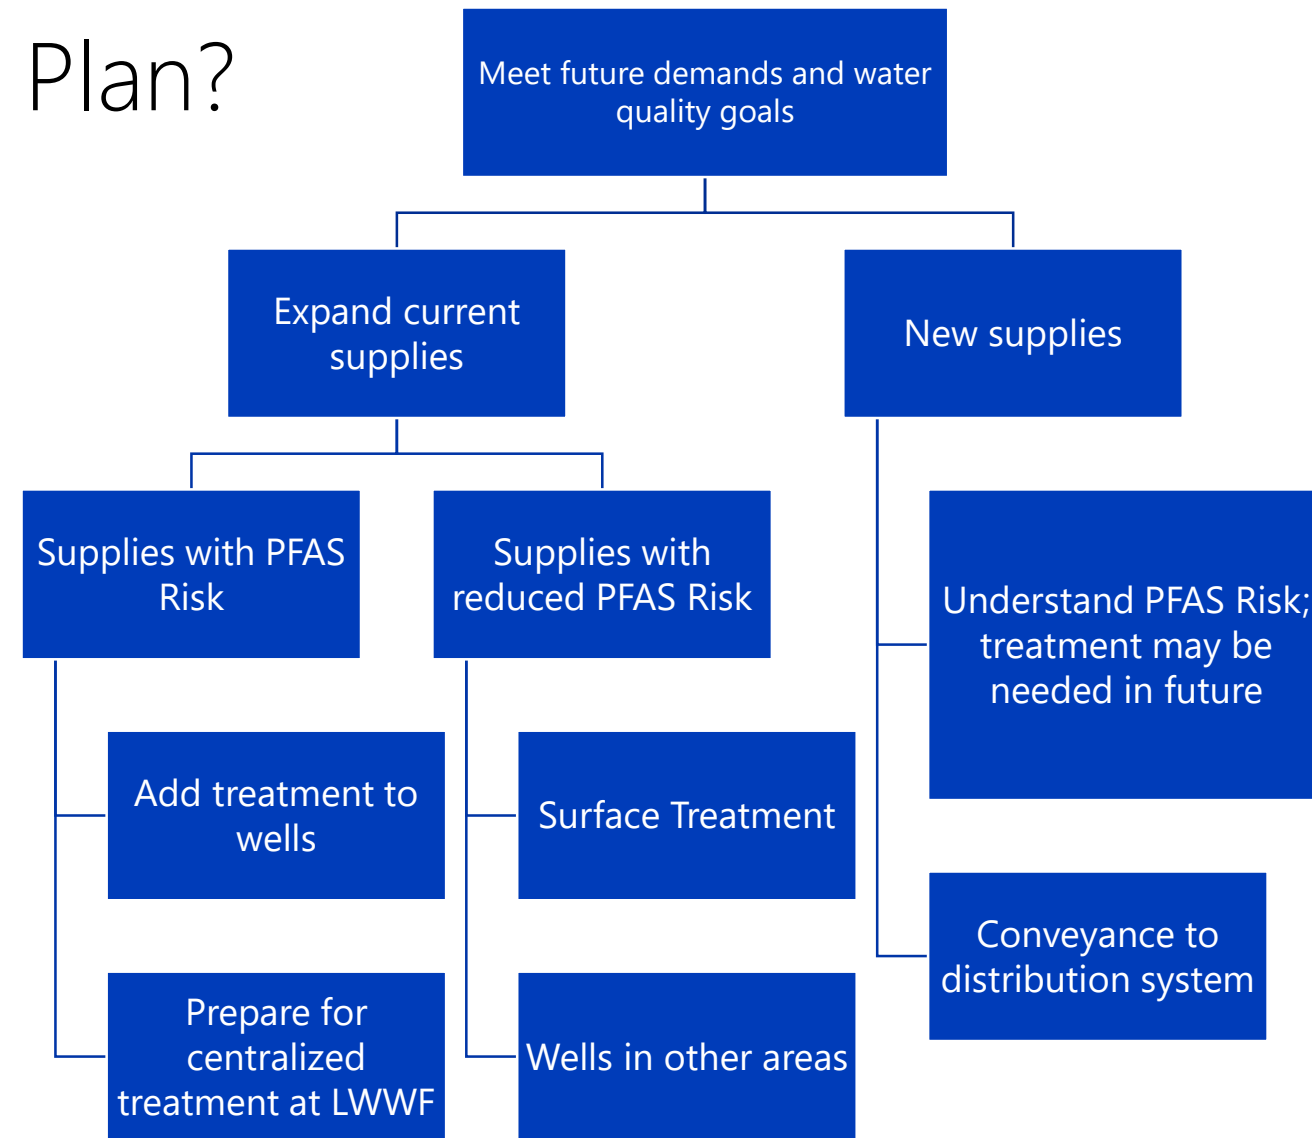 Plan?
Meet future demands and water
quality goals
Expand current
supplies
New supplies
Supplies with PFAS
Risk
Supplies with
reduced PFAS Risk
Understand PFAS Risk;
treatment may be
needed in future
Add treatment to
wells
Surface Treatment
Conveyance to
distribution system
Prepare for
centralized
treatment at LWWF
Wells in other areas